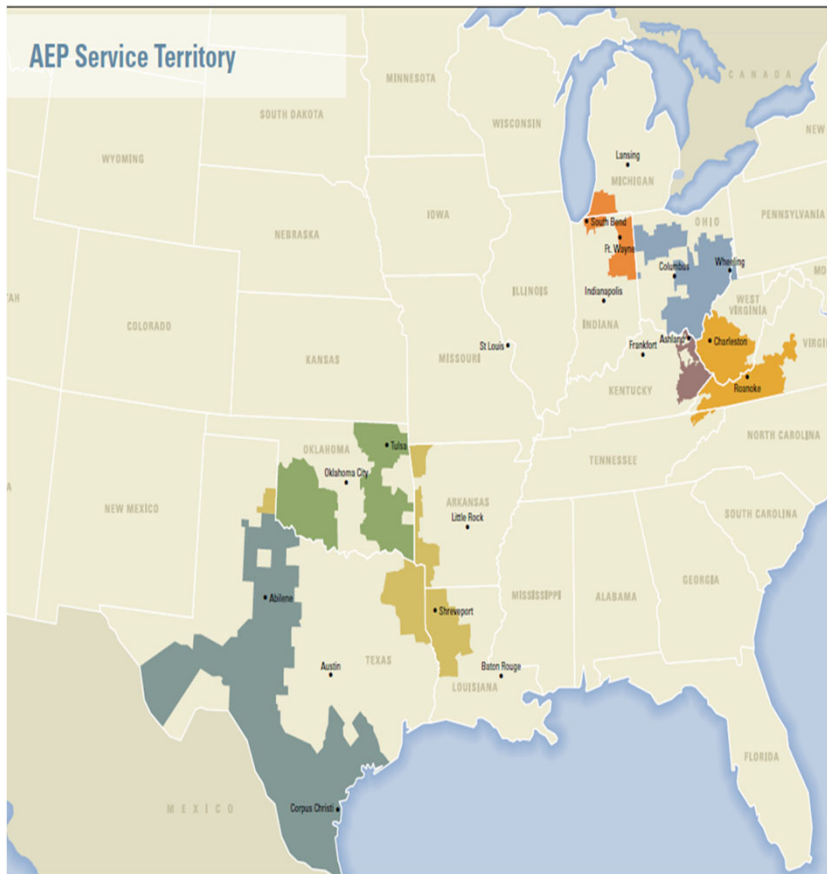 AEP Service Territory
CANADA
MINNESOTA
SOUTH DAKOTA
WISCONSIN
NEW
WYOMING
Lansing
MICHIGAN
IOWA
PENNSYLVANIA
NEBRASKA
South Bend
OHIO
Ft. Wayne
Columbus
Wheeling
ILLINOIS
Indianapolis
WEST
VIRGINIA
COLORADO
INDIANA
St Louis
MISSOURI
Frankfort
Ashland
Charleston
VIRGI
KANSAS
KENTUCKY
Roanoke
NORTH CAROLINA
OKLAHOMA
Tulsa
TENNESSEE
Oklahoma City
NEW MEXICO
ARKANSAS
Little Rock
SOUTH CAROLINA
MISSISSIPPI
ALABAMA
GEORGIA
Abilene
Shreveport
Austin
TEXAS
Baton Rouge
LOUISIANA
FLORIDA
MEXICO
Corpus Christi